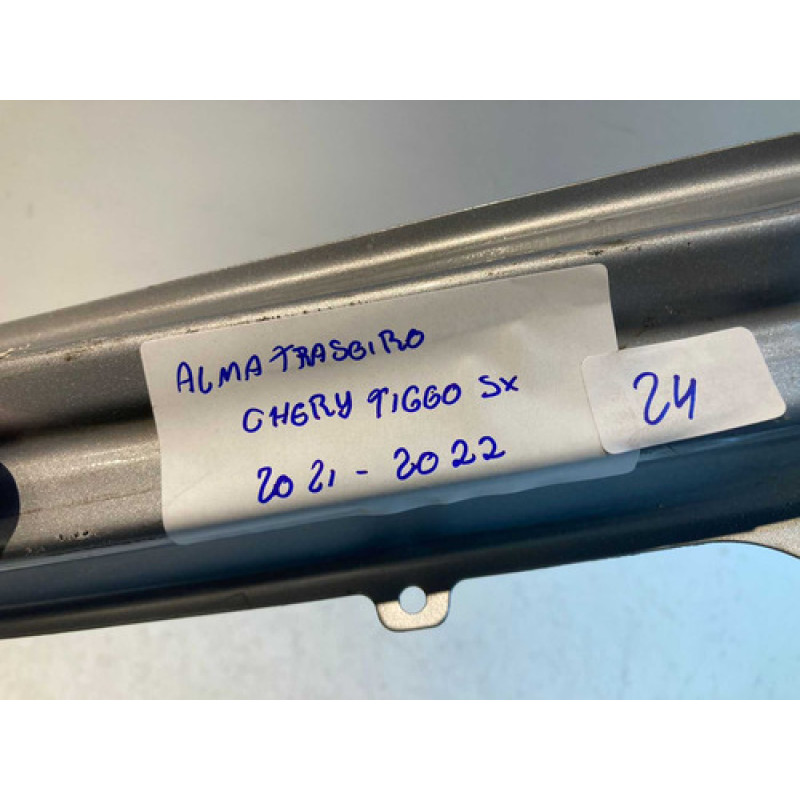 ALMA TRASEIRO
CHERY TIGGO 5X
2021 - 2022
24